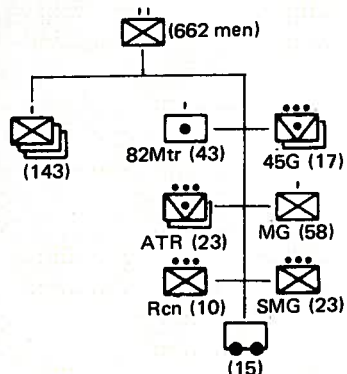 (662 men)
(143)
82Mtr (43)
45G (17)
ATR (23)
MG (58)
Rcn (10)
SMG (23)
(15)